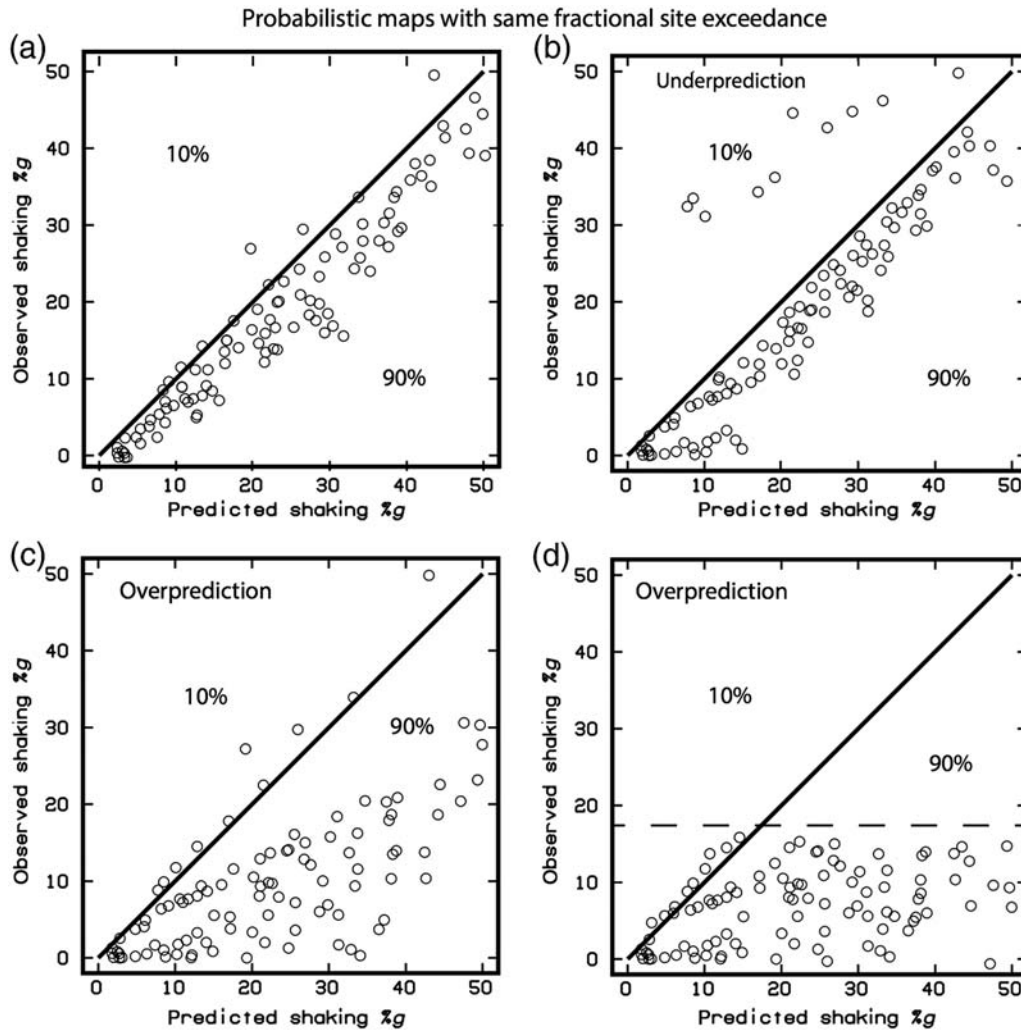 Probabilistic maps with same fractional site exceedance
(a)
50
40
30
20
10
0
Observed shaking %g
10%
90%
0 10 20 30 40 50
Predicted shaking %g
(b)
50
40
30
20
10
0
observed shaking %g
Underprediction
10%
90%
0 10 20 30 40 50
Predicted shaking %g
(c)
50
40
30
20
10
0
Observed shaking %g
Overprediction
10%
90%
0 10 20 30 40 50
Predicted shaking %g
(d)
50
40
30
20
10
0
Observed shaking %g
Overprediction
10%
90%
0 10 20 30 40 50
Predicted shaking %g